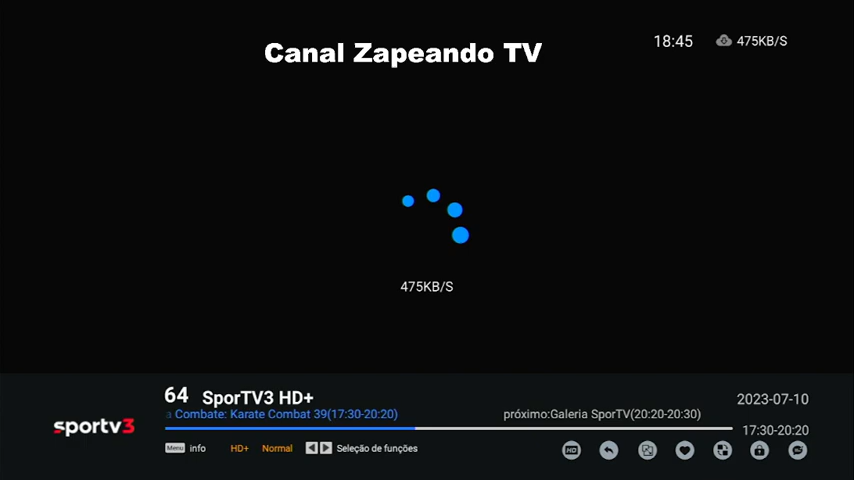 Canal Zapeando TV
18:45
475KB/S
475KB/S
64 SporTV3 HD+
2023-07-10
a Combate: Karate Combat 39(17:30-20:20)
próximo:Galeria SporTV(20:20-20:30)
sportv3
17:30-20:20
Menu info HD+ Normal Seleção de funções
HD